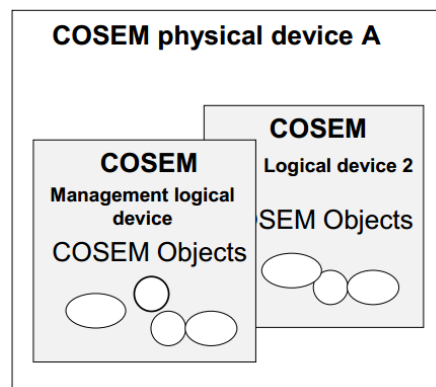 COSEM physical device A
COSEM
Logical device 2
SEM Objects
COSEM
Management logical
device
COSEM Objects